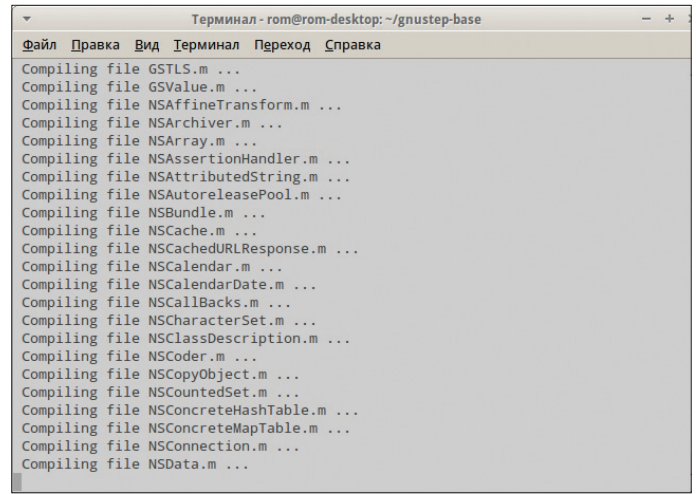 Терминал - rom@rom-desktop: ~/gnustep-base
Файл Правка Вид Терминал Переход Справка
Compiling file GSTLS.m ...
Compiling file GSValue.m ...
Compiling file NSAffineTransform.m ...
Compiling file NSArchiver.m ...
Compiling file NSArray.m ...
Compiling file NSAssertionHandler.m ...
Compiling file NSAttributedString.m ...
Compiling file NSAutoreleasePool.m ...
Compiling file NSBundle.m ...
Compiling file NSCache.m ...
Compiling file NSCachedURLResponse.m ...
Compiling file NSCalendar.m ...
Compiling file NSCalendarDate.m ...
Compiling file NSCallBacks.m ...
Compiling file NSCharacterSet.m ...
Compiling file NSClassDescription.m ...
Compiling file NSCoder.m ...
Compiling file NSCopyObject.m ...
Compiling file NSCountedSet.m ...
Compiling file NSConcreteHashTable.m ...
Compiling file NSConcreteMapTable.m ...
Compiling file NSConnection.m ...
Compiling file NSData.m ...